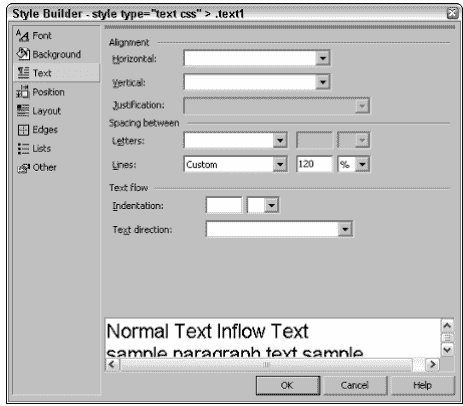 Style Builder - style type="text css" > .text1
Font
Background
Text
Position
Layout
Edges
Lists
Other
Alignment
Horizontal:
Vertical:
Justification:
Spacing between
Letters:
Lines: Custom 120 %
Text flow
Indentation:
Text direction:
Normal Text Inflow Text
sample paragraph text sample
OK Cancel Help